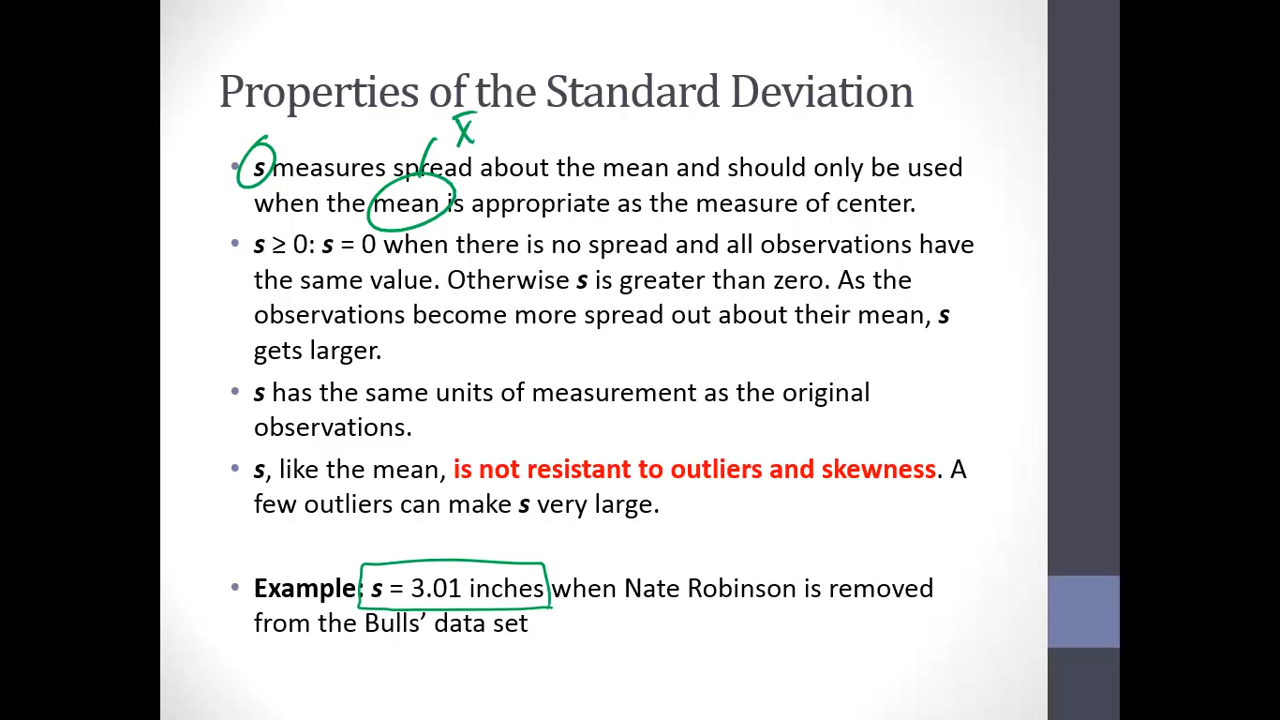 Properties of the Standard Deviation
x̄
• s measures spread about the mean and should only be used
when the mean is appropriate as the measure of center.
• s ≥ 0: s = 0 when there is no spread and all observations have
the same value. Otherwise s is greater than zero. As the
observations become more spread out about their mean, s
gets larger.
• s has the same units of measurement as the original
observations.
• s, like the mean, is not resistant to outliers and skewness. A
few outliers can make s very large.
• Example: s = 3.01 inches when Nate Robinson is removed
from the Bulls’ data set